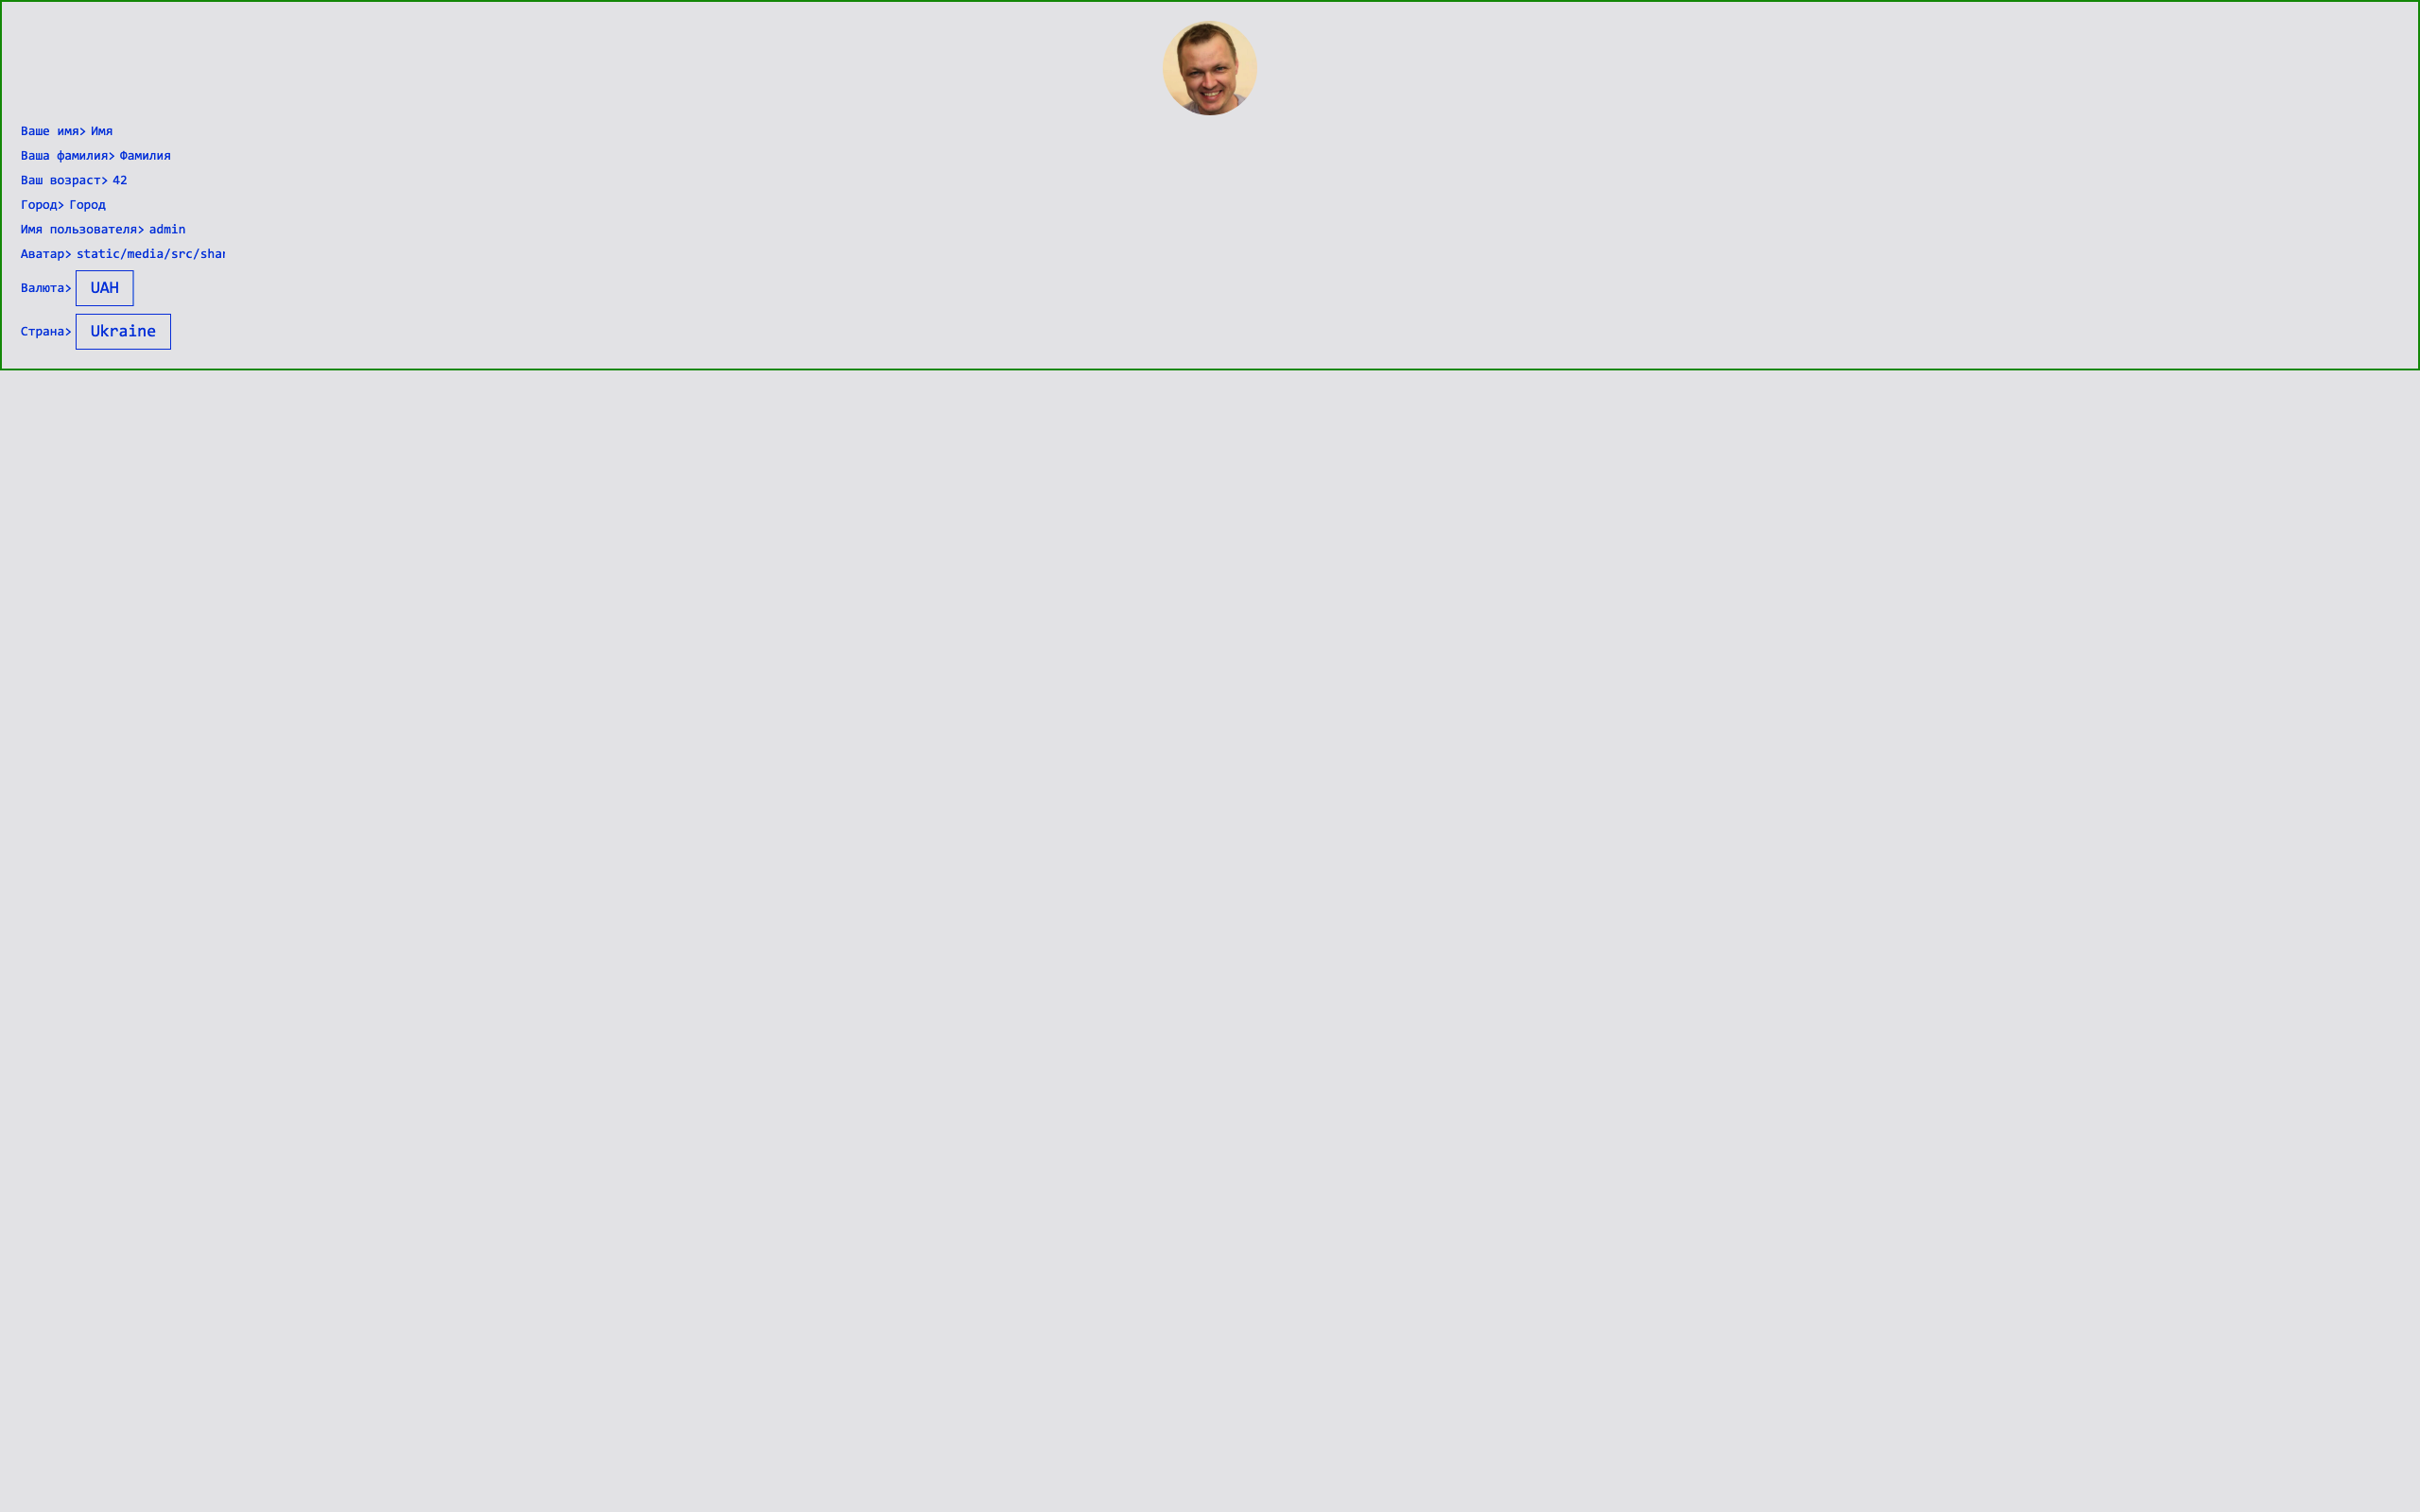 Ваше имя> Имя
Ваша фамилия> Фамилия
Ваш возраст> 42
Город> Город
Имя пользователя> admin
Аватар> static/media/src/shar
Валюта> UAH
Страна> Ukraine